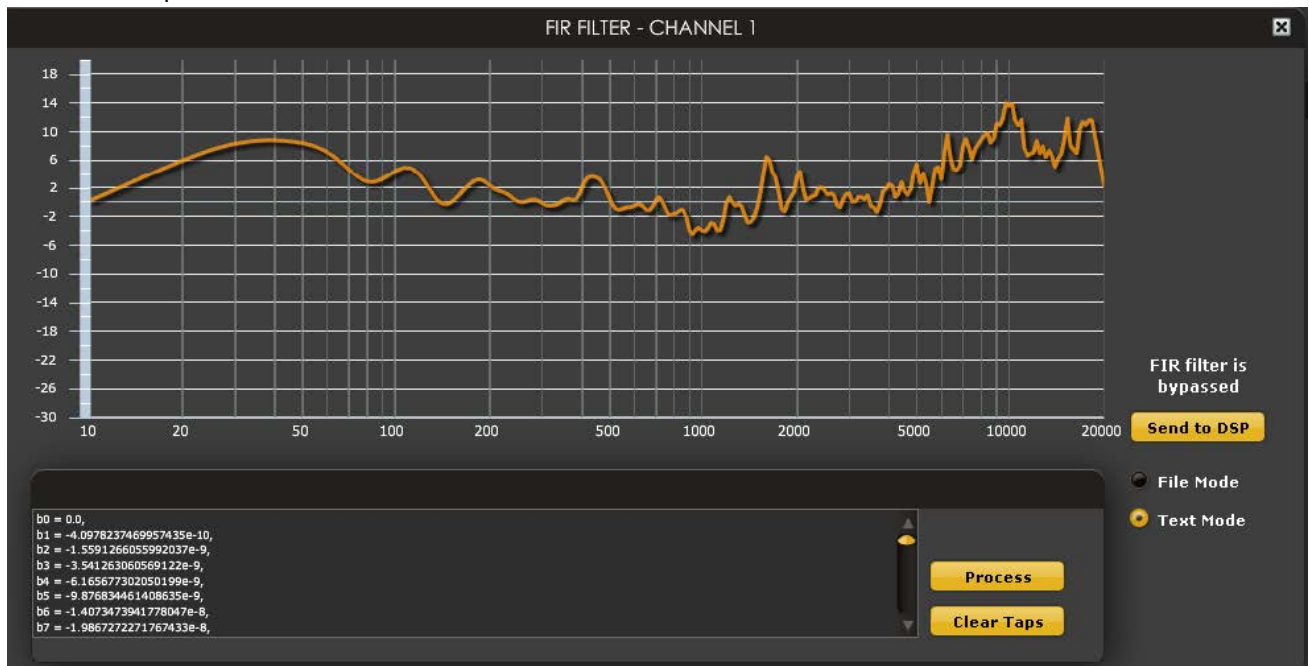 FIR FILTER - CHANNEL 1
18
14
10
6
2
-2
-6
-10
-14
-18
-22
-26
-30
10 20 50 100 200 500 1000 2000 5000 10000 20000
FIR filter is
bypassed
Send to DSP
File Mode
Text Mode
b0 = 0.0,
b1 = -4.0978237469957435e-10,
b2 = -1.5591266055992037e-9,
b3 = -3.541263060569122e-9,
b4 = -6.165677302050199e-9,
b5 = -9.876834461408635e-9,
b6 = -1.4073473941778047e-8,
b7 = -1.9867272271767433e-8,
Process
Clear Taps